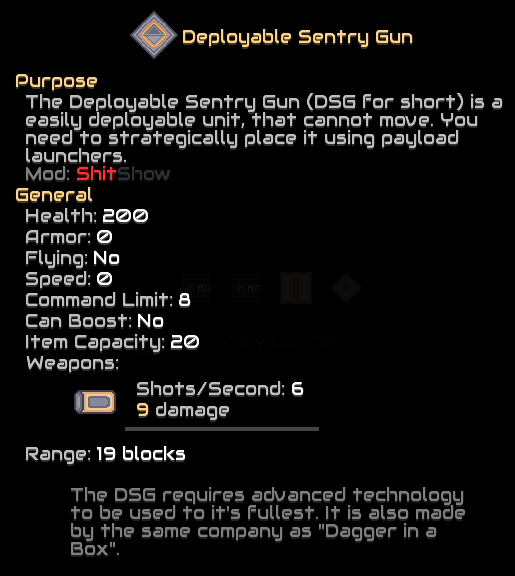 Deployable Sentry Gun
Purpose
The Deployable Sentry Gun (DSG for short) is a
easily deployable unit, that cannot move. You
need to strategically place it using payload
launchers.
Mod: ShitShow
General
Health: 200
Armor: 0
Flying: No
Speed: 0
Command Limit: 8
Can Boost: No
Item Capacity: 20
View Content
Weapons:
Shots/Second: 6
9 damage
Range: 19 blocks
The DSG requires advanced technology
to be used to it's fullest. It is also made
by the same company as "Dagger in a
Box".